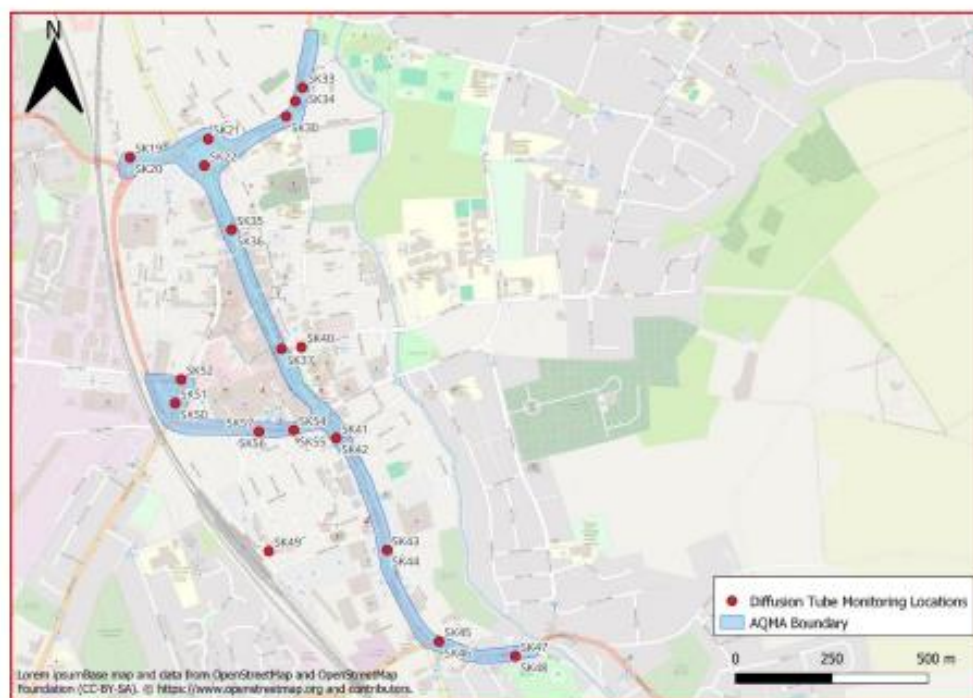 N
SK33
SK34
SK30
SK21
SK19
SK20
SK22
SK35
SK36
SK40
SK37
SK52
SK51
SK50
SK54
SK55
SK56
SK41
SK42
SK49
SK43
SK44
SK45
SK46
SK47
SK48
Diffusion Tube Monitoring Locations
AQMA Boundary
0 250 500 m
Lorem ipsumBase map and data from OpenStreetMap and OpenStreetMap
Foundation (CC-BY-SA). © https://www.openstreetmap.org and contributors.